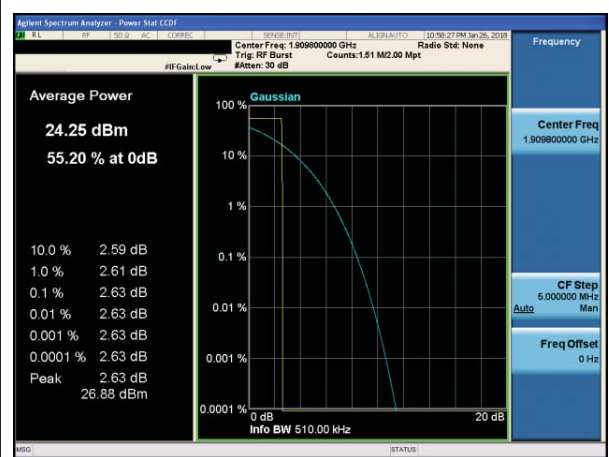 Agilent Spectrum Analyzer - Power Stat CCDF
RL RF 50 Ω AC CORREC SENSE:INT ALIGN AUTO 10:58:27 PM Jan 26, 2018
Center Freq: 1.909800000 GHz Radio Std: None
Trig: RF Burst Counts:1.51 M/2.00 Mpt
#IFGain:Low #Atten: 30 dB
Frequency
Average Power
24.25 dBm
55.20 % at 0dB
10.0 % 2.59 dB
1.0 % 2.61 dB
0.1 % 2.63 dB
0.01 % 2.63 dB
0.001 % 2.63 dB
0.0001 % 2.63 dB
Peak 2.63 dB
26.88 dBm
Gaussian
100 %
10 %
1 %
0.1 %
0.01 %
0.001 %
0.0001 %
0 dB 20 dB
Info BW 510.00 kHz
Center Freq
1.909800000 GHz
CF Step
5.000000 MHz
Auto Man
Freq Offset
0 Hz
MSG STATUS